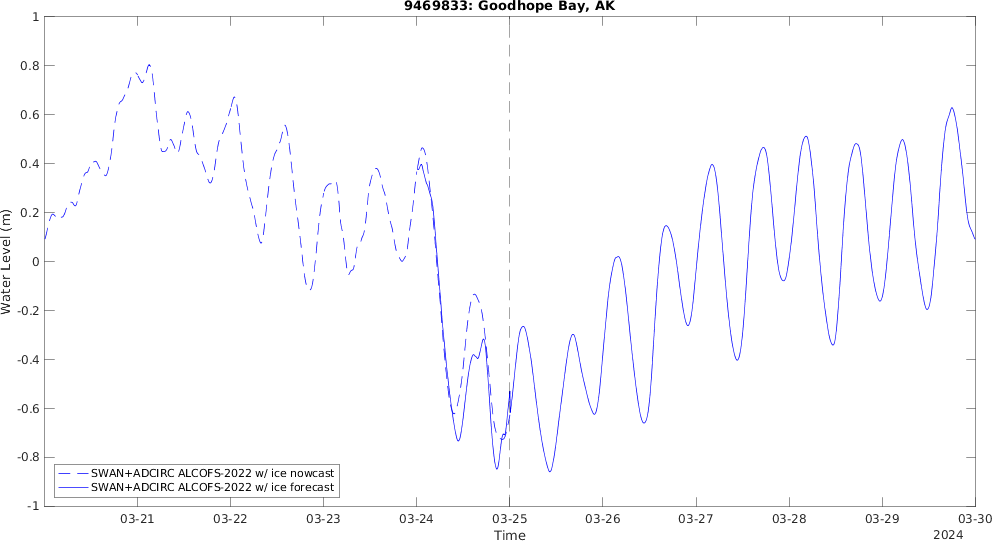 9469833: Goodhope Bay, AK
Water Level (m)
1
0.8
0.6
0.4
0.2
0
-0.2
-0.4
-0.6
-0.8
-1
SWAN+ADCIRC ALCOFS-2022 w/ ice nowcast
SWAN+ADCIRC ALCOFS-2022 w/ ice forecast
03-21 03-22 03-23 03-24 03-25 03-26 03-27 03-28 03-29 03-30
Time
2024